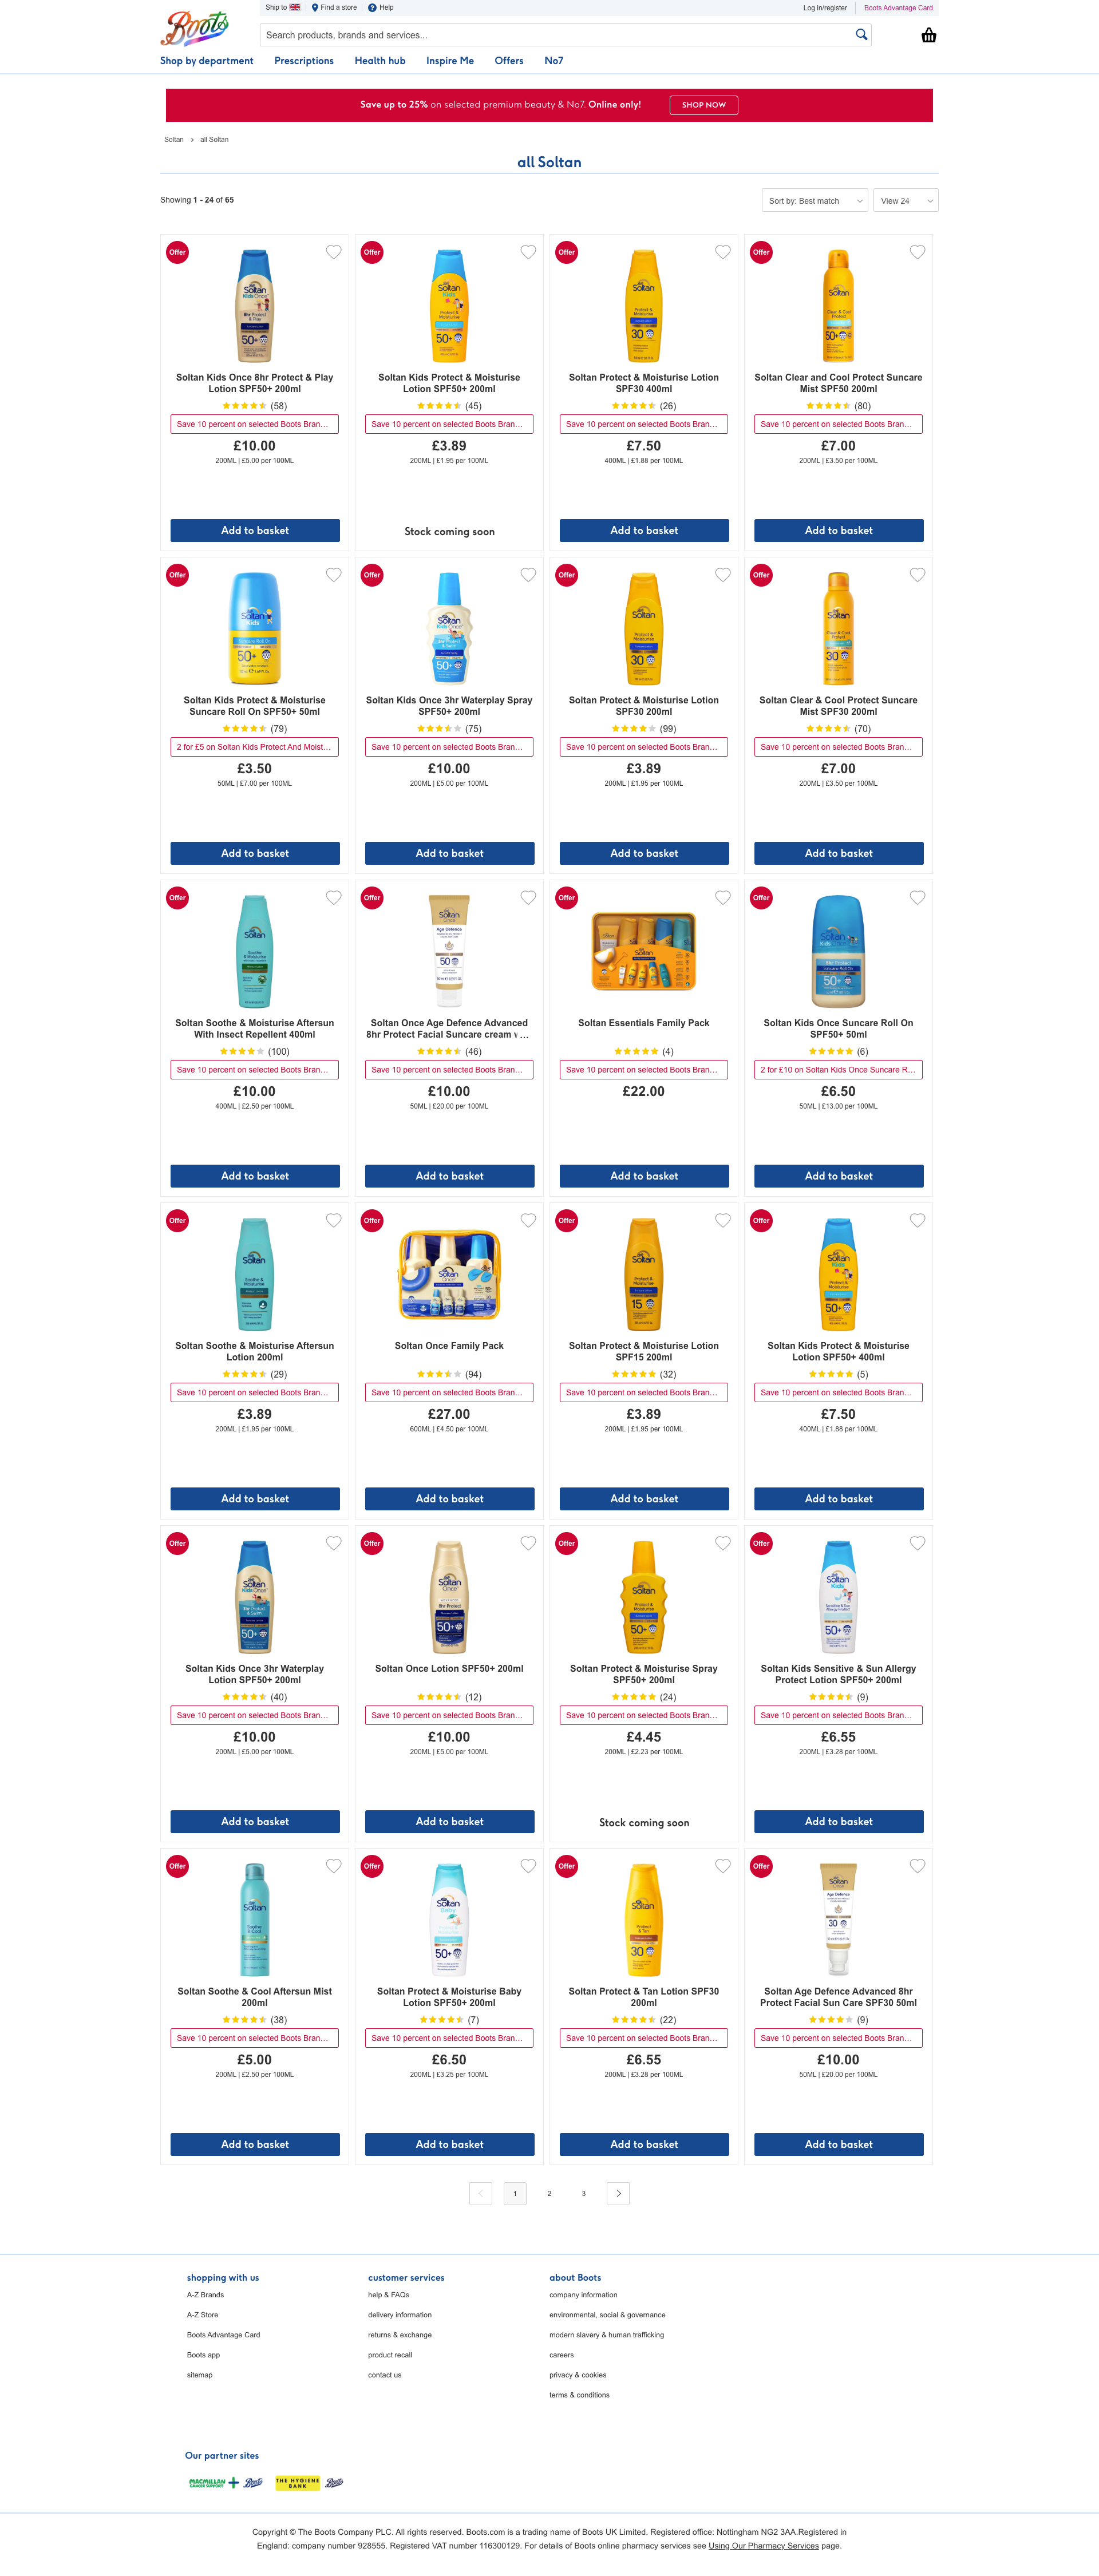 Ship to
Find a store
Help
Log in/register
Boots Advantage Card
Boots
Search products, brands and services...
Shop by department
Prescriptions
Health hub
Inspire Me
Offers
No7
Save up to 25% on selected premium beauty & No7. Online only!
SHOP NOW
Soltan > all Soltan
all Soltan
Showing 1 - 24 of 65
Sort by: Best match
View 24
Offer
Offer
Offer
Offer
Soltan Kids Once 8hr Protect & Play
Lotion SPF50+ 200ml
(58)
Save 10 percent on selected Boots Bran...
£10.00
200ML | £5.00 per 100ML
Add to basket
Soltan Kids Protect & Moisturise
Lotion SPF50+ 200ml
(45)
Save 10 percent on selected Boots Bran...
£3.89
200ML | £1.95 per 100ML
Stock coming soon
Soltan Protect & Moisturise Lotion
SPF30 400ml
(26)
Save 10 percent on selected Boots Bran...
£7.50
400ML | £1.88 per 100ML
Add to basket
Soltan Clear and Cool Protect Suncare
Mist SPF50 200ml
(80)
Save 10 percent on selected Boots Bran...
£7.00
200ML | £3.50 per 100ML
Add to basket
Offer
Offer
Offer
Offer
Soltan Kids Protect & Moisturise
Suncare Roll On SPF50+ 50ml
(79)
2 for £5 on Soltan Kids Protect And Moist...
£3.50
50ML | £7.00 per 100ML
Add to basket
Soltan Kids Once 3hr Waterplay Spray
SPF50+ 200ml
(75)
Save 10 percent on selected Boots Bran...
£10.00
200ML | £5.00 per 100ML
Add to basket
Soltan Protect & Moisturise Lotion
SPF30 200ml
(99)
Save 10 percent on selected Boots Bran...
£3.89
200ML | £1.95 per 100ML
Add to basket
Soltan Clear & Cool Protect Suncare
Mist SPF30 200ml
(70)
Save 10 percent on selected Boots Bran...
£7.00
200ML | £3.50 per 100ML
Add to basket
Offer
Offer
Offer
Offer
Soltan Soothe & Moisturise Aftersun
With Insect Repellent 400ml
(100)
Save 10 percent on selected Boots Bran...
£10.00
400ML | £2.50 per 100ML
Add to basket
Soltan Once Age Defence Advanced
8hr Protect Facial Suncare cream ...
(46)
Save 10 percent on selected Boots Bran...
£10.00
50ML | £20.00 per 100ML
Add to basket
Soltan Essentials Family Pack
(4)
Save 10 percent on selected Boots Bran...
£22.00
Add to basket
Soltan Kids Once Suncare Roll On
SPF50+ 50ml
(6)
2 for £10 on Soltan Kids Once Suncare R...
£6.50
50ML | £13.00 per 100ML
Add to basket
Offer
Offer
Offer
Offer
Soltan Soothe & Moisturise Aftersun
Lotion 200ml
(29)
Save 10 percent on selected Boots Bran...
£3.89
200ML | £1.95 per 100ML
Add to basket
Soltan Once Family Pack
(94)
Save 10 percent on selected Boots Bran...
£27.00
600ML | £4.50 per 100ML
Add to basket
Soltan Protect & Moisturise Lotion
SPF15 200ml
(32)
Save 10 percent on selected Boots Bran...
£3.89
200ML | £1.95 per 100ML
Add to basket
Soltan Kids Protect & Moisturise
Lotion SPF50+ 400ml
(5)
Save 10 percent on selected Boots Bran...
£7.50
400ML | £1.88 per 100ML
Add to basket
Offer
Offer
Offer
Offer
Soltan Kids Once 3hr Waterplay
Lotion SPF50+ 200ml
(40)
Save 10 percent on selected Boots Bran...
£10.00
200ML | £5.00 per 100ML
Add to basket
Soltan Once Lotion SPF50+ 200ml
(12)
Save 10 percent on selected Boots Bran...
£10.00
200ML | £5.00 per 100ML
Add to basket
Soltan Protect & Moisturise Spray
SPF50+ 200ml
(24)
Save 10 percent on selected Boots Bran...
£4.45
200ML | £2.23 per 100ML
Stock coming soon
Soltan Kids Sensitive & Sun Allergy
Protect Lotion SPF50+ 200ml
(9)
Save 10 percent on selected Boots Bran...
£6.55
200ML | £3.28 per 100ML
Add to basket
Offer
Offer
Offer
Offer
Soltan Soothe & Cool Aftersun Mist
200ml
(38)
Save 10 percent on selected Boots Bran...
£5.00
200ML | £2.50 per 100ML
Add to basket
Soltan Protect & Moisturise Baby
Lotion SPF50+ 200ml
(7)
Save 10 percent on selected Boots Bran...
£6.50
200ML | £3.25 per 100ML
Add to basket
Soltan Protect & Tan Lotion SPF30
200ml
(22)
Save 10 percent on selected Boots Bran...
£6.55
200ML | £3.28 per 100ML
Add to basket
Soltan Age Defence Advanced 8hr
Protect Facial Sun Care SPF30 50ml
(9)
Save 10 percent on selected Boots Bran...
£10.00
50ML | £20.00 per 100ML
Add to basket
1 2 3
shopping with us
A-Z Brands
A-Z Store
Boots Advantage Card
Boots app
sitemap
customer services
help & FAQs
delivery information
returns & exchange
product recall
contact us
about Boots
company information
environmental, social & governance
modern slavery & human trafficking
careers
privacy & cookies
terms & conditions
Our partner sites
MACMILLAN
CANCER SUPPORT
Boots
THE HYGIENE
BANK
Boots
Copyright © The Boots Company PLC. All rights reserved. Boots.com is a trading name of Boots UK Limited. Registered office: Nottingham NG2 3AA.Registered in
England: company number 928555. Registered VAT number 116300129. For details of Boots online pharmacy services see Using Our Pharmacy Services page.